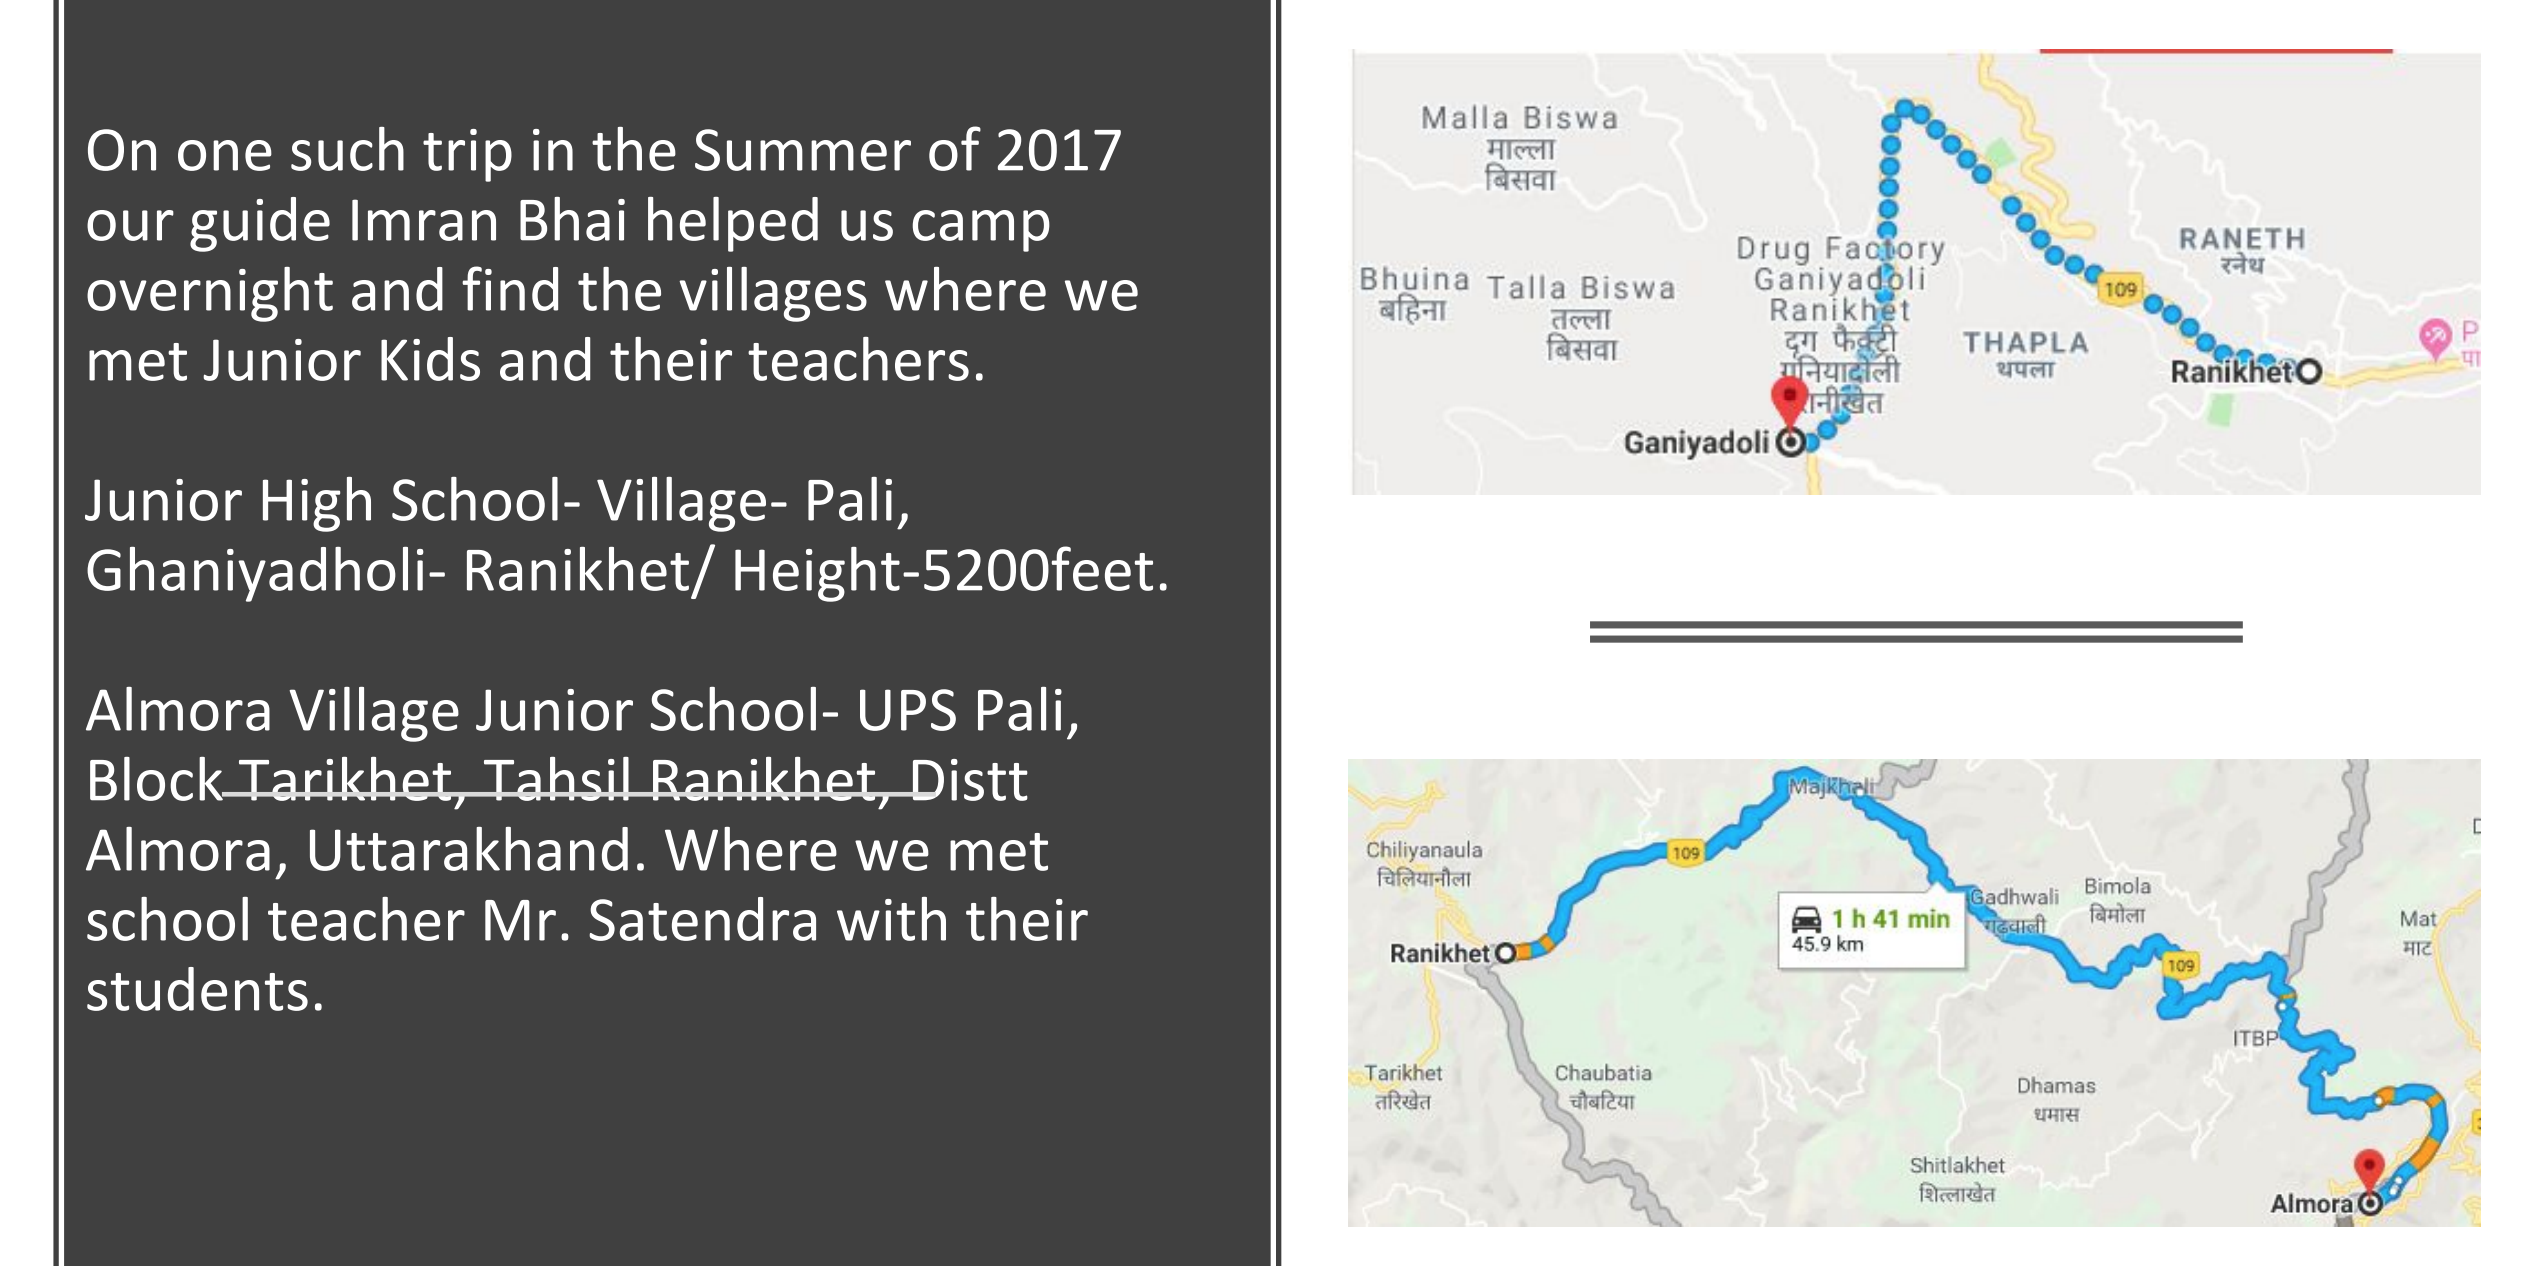 On one such trip in the Summer of 2017
our guide Imran Bhai helped us camp
overnight and find the villages where we
met Junior Kids and their teachers.
Junior High School- Village- Pali,
Ghaniyadholi- Ranikhet/ Height-5200feet.
Almora Village Junior School- UPS Pali,
Block Tarikhet, Tahsil Ranikhet, Distt
Almora, Uttarakhand. Where we met
school teacher Mr. Satendra with their
students.
Malla Biswa
माल्ला
बिसवा
Bhuina
बहिना
Talla Biswa
तल्ला
बिसवा
Drug Factory
Ganiyadoli
Ranikhet
दृग फैक्ट्री
गनियादोली
रानीखेत
RANETH
रनेथ
109
THAPLA
थपला
Ranikhet
P
पा
Ganiyadoli
Majkhali
Chiliyanaula
चिलियानौला
109
Gadhwali
गढवाली
Bimola
बिमोला
1 h 41 min
45.9 km
Mat
माट
Ranikhet
109
ITBP
Tarikhet
तरिखेत
Chaubatia
चौबटिया
Dhamas
धमास
Shitlakhet
शित्लाखेत
Almora